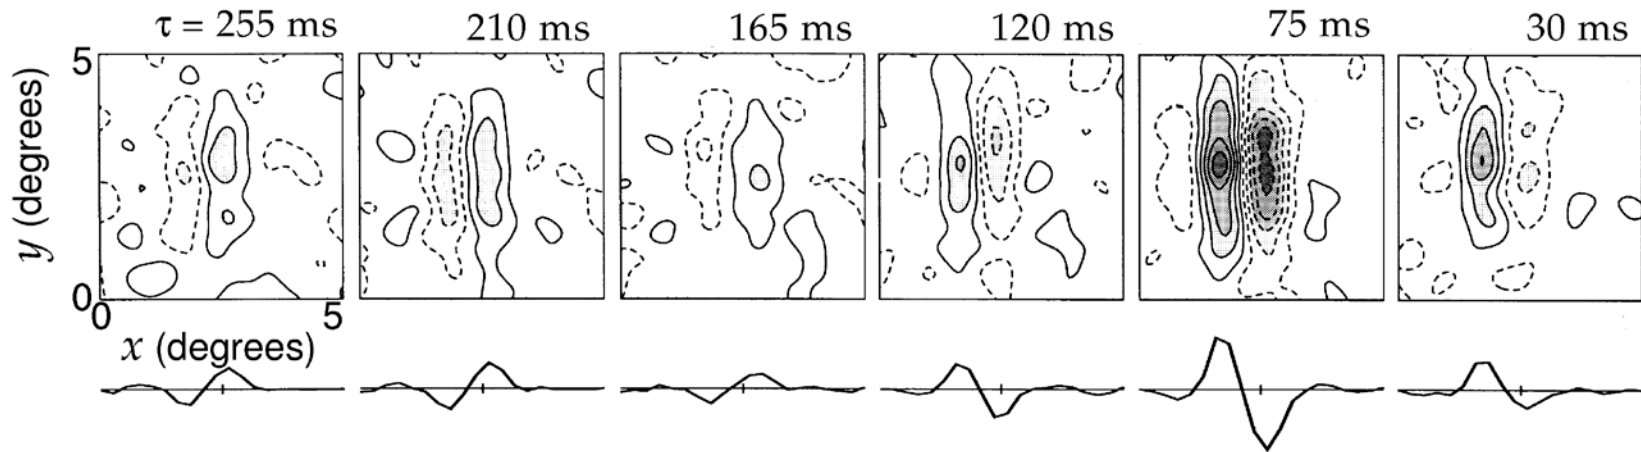 τ = 255 ms 210 ms 165 ms 120 ms 75 ms 30 ms
5
y (degrees)
0
0 5
x (degrees)